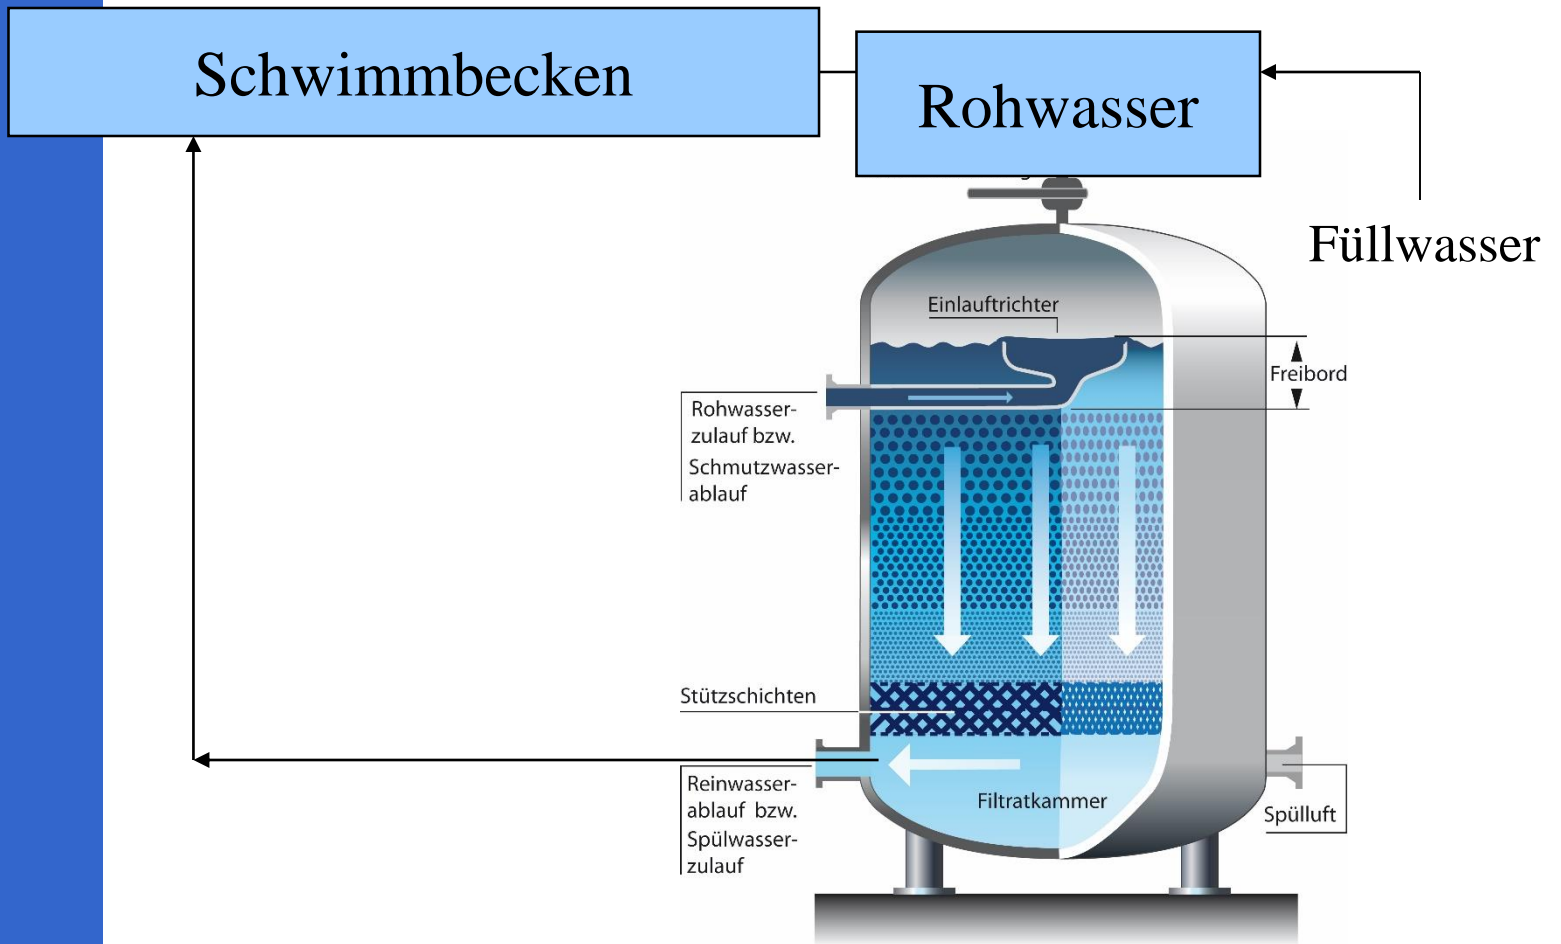 Schwimmbecken
Rohwasser
Füllwasser
Einlauftrichter
Freibord
Rohwasser-
zulauf bzw.
Schmutzwasser-
ablauf
Stützschichten
Reinwasser-
ablauf bzw.
Spülwasser-
zulauf
Filtratkammer
Spülluft